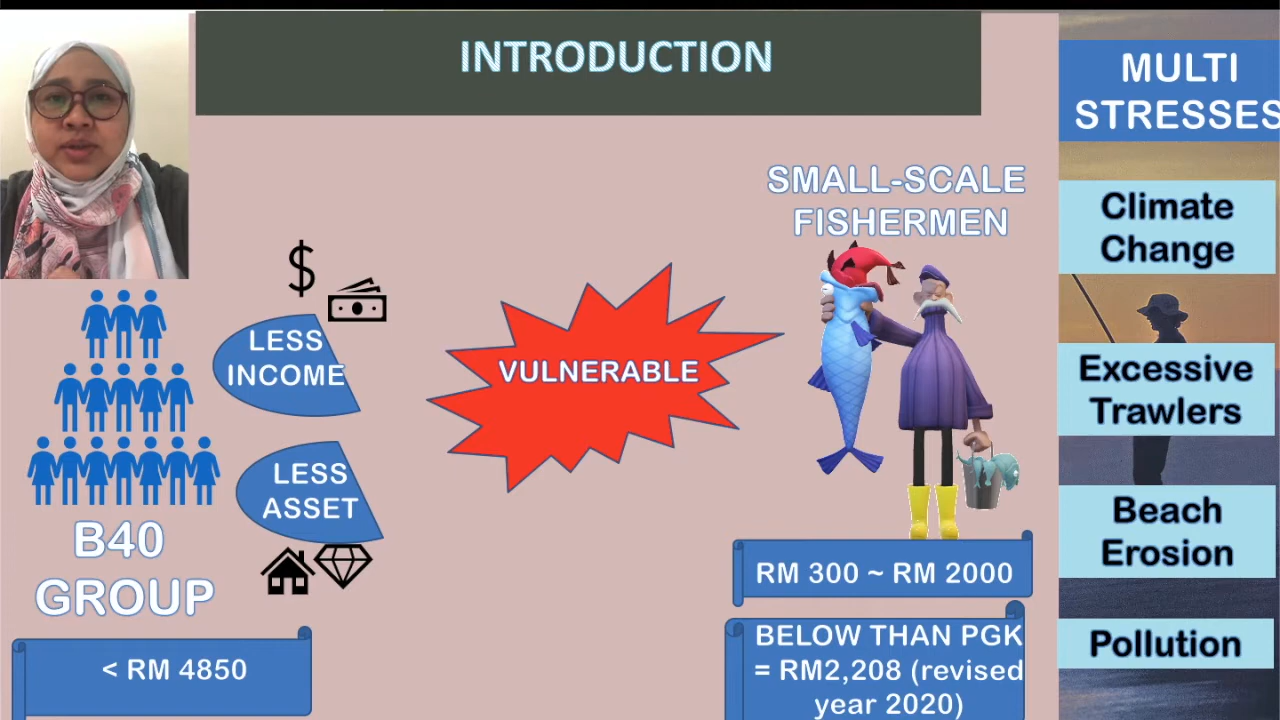 INTRODUCTION
LESS
INCOME
LESS
ASSET
B40
GROUP
< RM 4850
VULNERABLE
SMALL-SCALE
FISHERMEN
RM 300 ~ RM 2000
BELOW THAN PGK
= RM2,208 (revised
year 2020)
MULTI
STRESSES
Climate
Change
Excessive
Trawlers
Beach
Erosion
Pollution